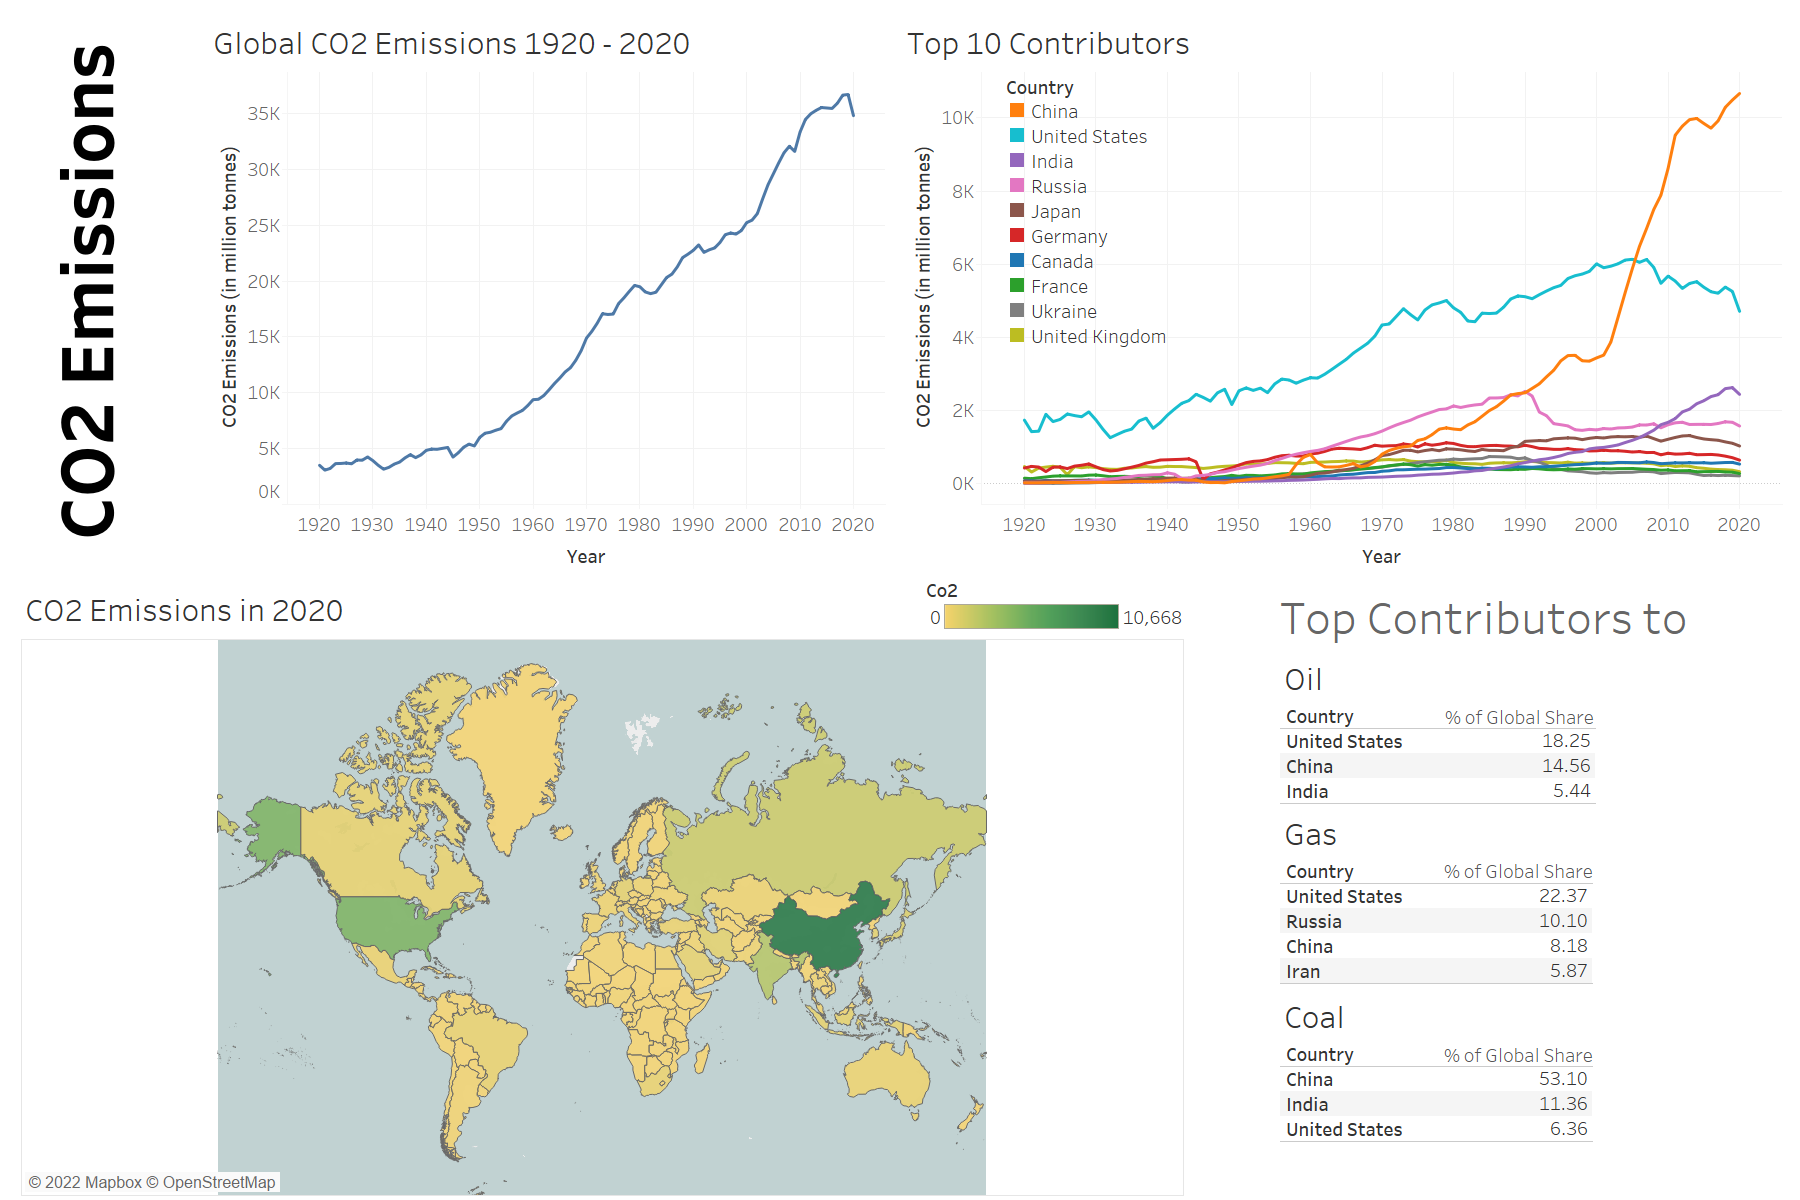 CO2 Emissions
Global CO2 Emissions 1920 - 2020
CO2 Emissions (in million tonnes)
35K
30K
25K
20K
15K
10K
5K
0K
1920 1930 1940 1950 1960 1970 1980 1990 2000 2010 2020
Year
Top 10 Contributors
Country
China
United States
India
Russia
Japan
Germany
Canada
France
Ukraine
United Kingdom
CO2 Emissions (in million tonnes)
10K
8K
6K
4K
2K
0K
1920 1930 1940 1950 1960 1970 1980 1990 2000 2010 2020
Year
CO2 Emissions in 2020
Co2
0 10,668
© 2022 Mapbox © OpenStreetMap
Top Contributors to
Oil
Country % of Global Share
United States 18.25
China 14.56
India 5.44
Gas
Country % of Global Share
United States 22.37
Russia 10.10
China 8.18
Iran 5.87
Coal
Country % of Global Share
China 53.10
India 11.36
United States 6.36